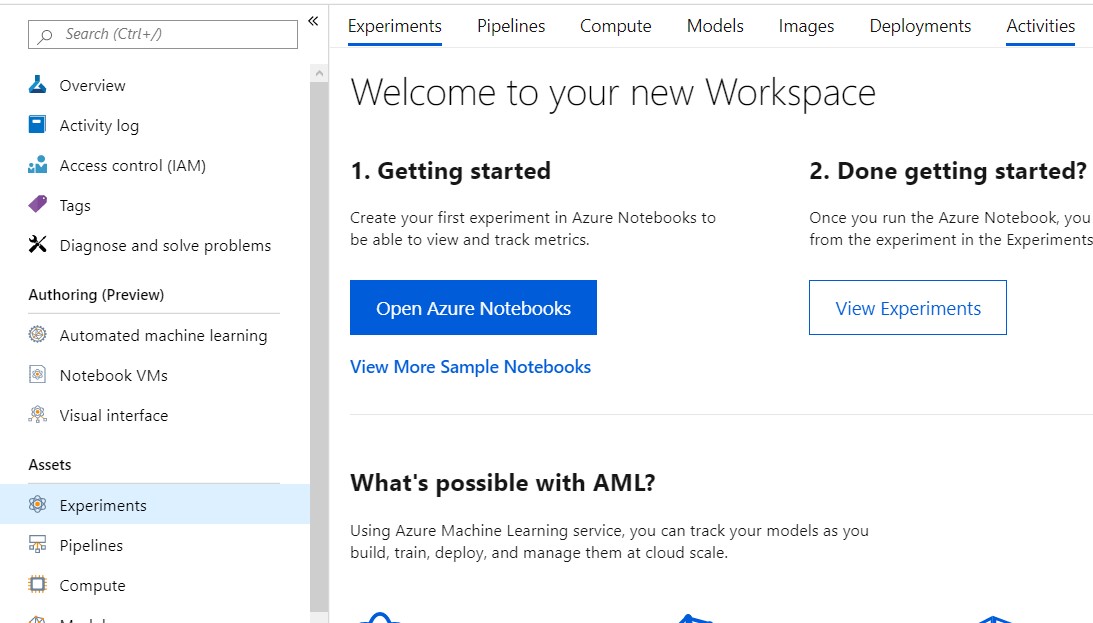 Search (Ctrl+/)
«
Overview
Activity log
Access control (IAM)
Tags
Diagnose and solve problems
Authoring (Preview)
Automated machine learning
Notebook VMs
Visual interface
Assets
Experiments
Pipelines
Compute
Experiments Pipelines Compute Models Images Deployments Activities
Welcome to your new Workspace
1. Getting started
Create your first experiment in Azure Notebooks to
be able to view and track metrics.
Open Azure Notebooks
View More Sample Notebooks
2. Done getting started?
Once you run the Azure Notebook, you
from the experiment in the Experiments
View Experiments
What's possible with AML?
Using Azure Machine Learning service, you can track your models as you
build, train, deploy, and manage them at cloud scale.